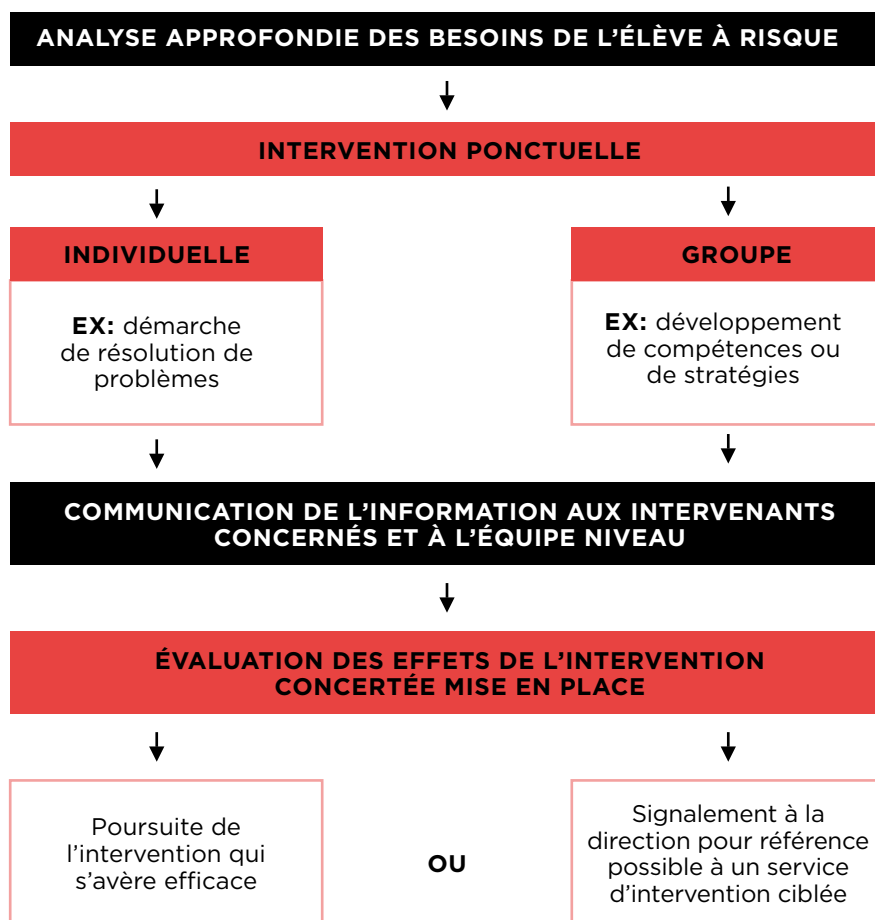 ANALYSE APPROFONDIE DES BESOINS DE L’ÉLÈVE À RISQUE
INTERVENTION PONCTUELLE
INDIVIDUELLE
EX: démarche
de résolution de
problèmes
GROUPE
EX: développement
de compétences ou
de stratégies
COMMUNICATION DE L’INFORMATION AUX INTERVENANTS
CONCERNÉS ET À L’ÉQUIPE NIVEAU
ÉVALUATION DES EFFETS DE L’INTERVENTION
CONCERTÉE MISE EN PLACE
Poursuite de
l’intervention qui
s’avère efficace
OU
Signalement à la
direction pour référence
possible à un service
d’intervention ciblée